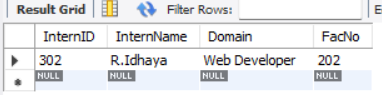 Result Grid Filter Rows: E
InternID InternName Domain FacNo
302 R.Idhaya Web Developer 202
NULL NULL NULL NULL